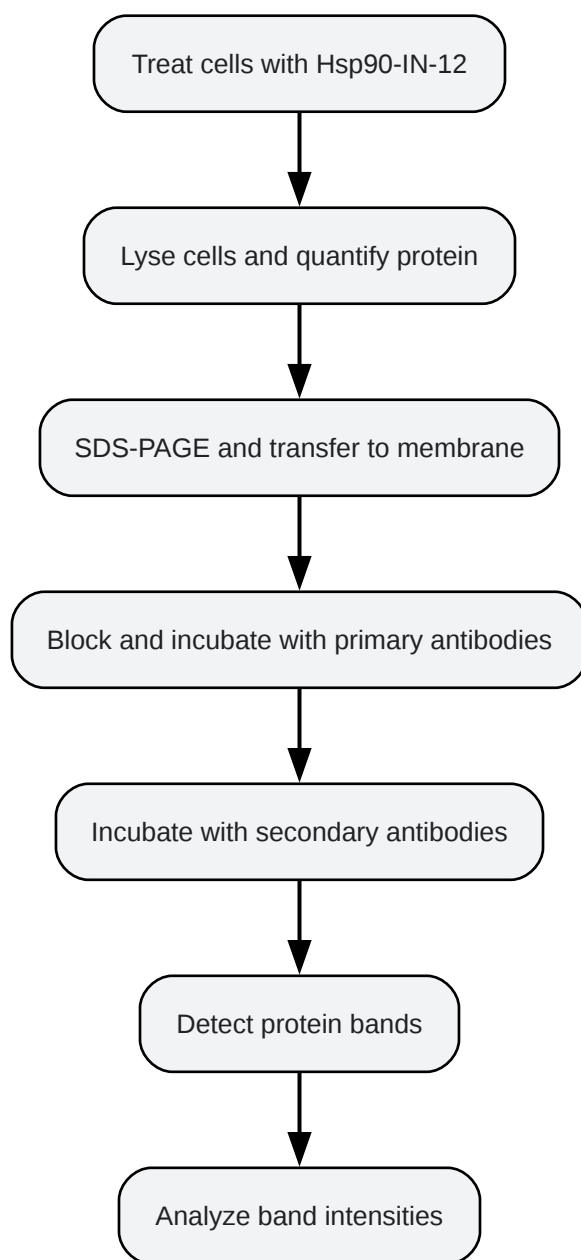 Treat cells with Hsp90-IN-12
Lyse cells and quantify protein
SDS-PAGE and transfer to membrane
Block and incubate with primary antibodies
Incubate with secondary antibodies
Detect protein bands
Analyze band intensities